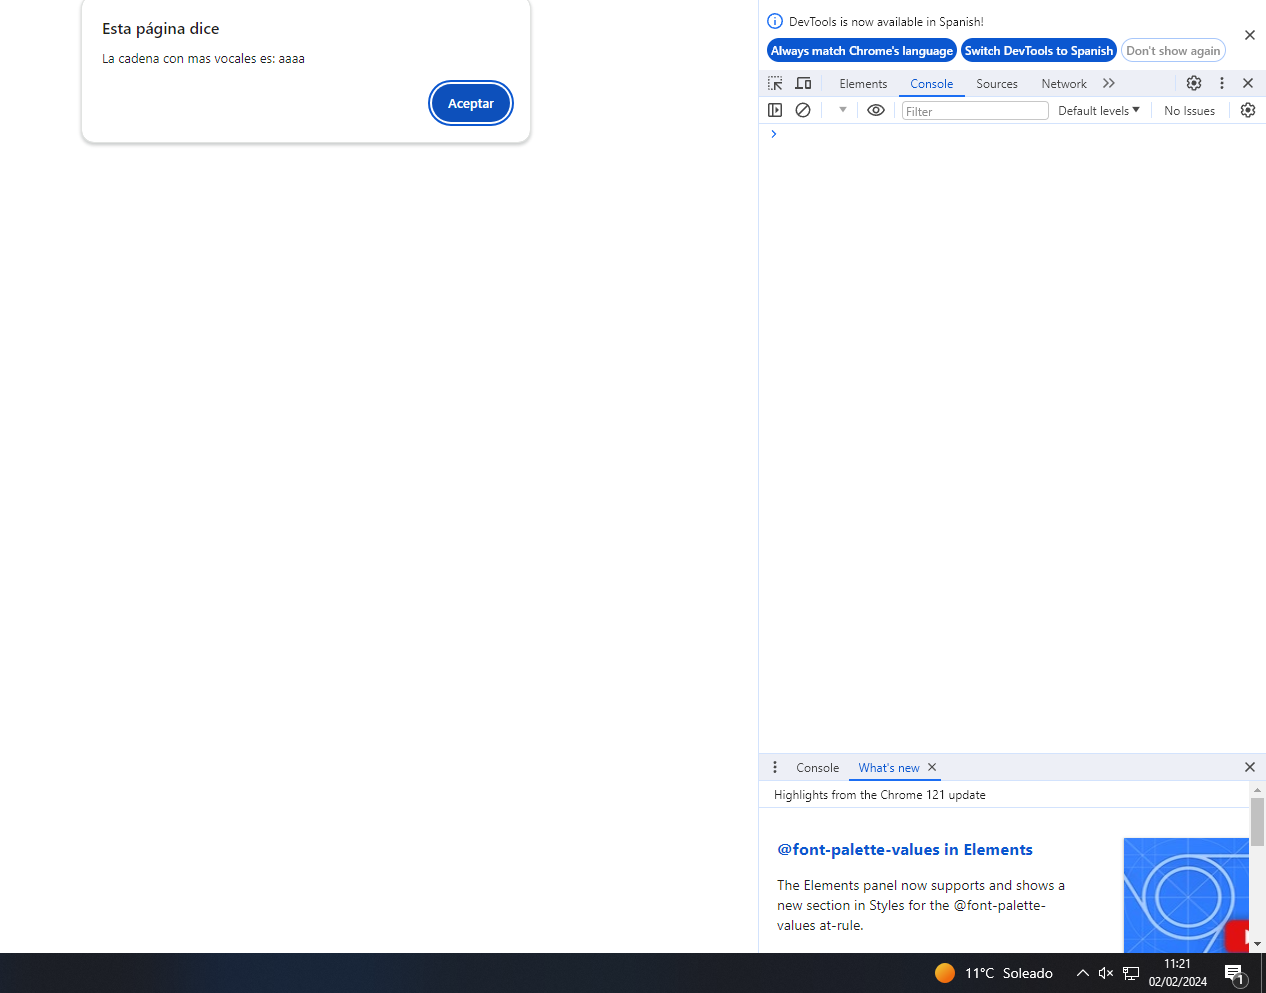 Esta página dice
La cadena con mas vocales es: aaaa
Aceptar
DevTools is now available in Spanish!
Always match Chrome's language
Switch DevTools to Spanish
Don't show again
Elements
Console
Sources
Network
Filter
Default levels
No Issues
Console
What's new
Highlights from the Chrome 121 update
@font-palette-values in Elements
The Elements panel now supports and shows a
new section in Styles for the @font-palette-
values at-rule.
11°C Soleado
11:21
02/02/2024
1